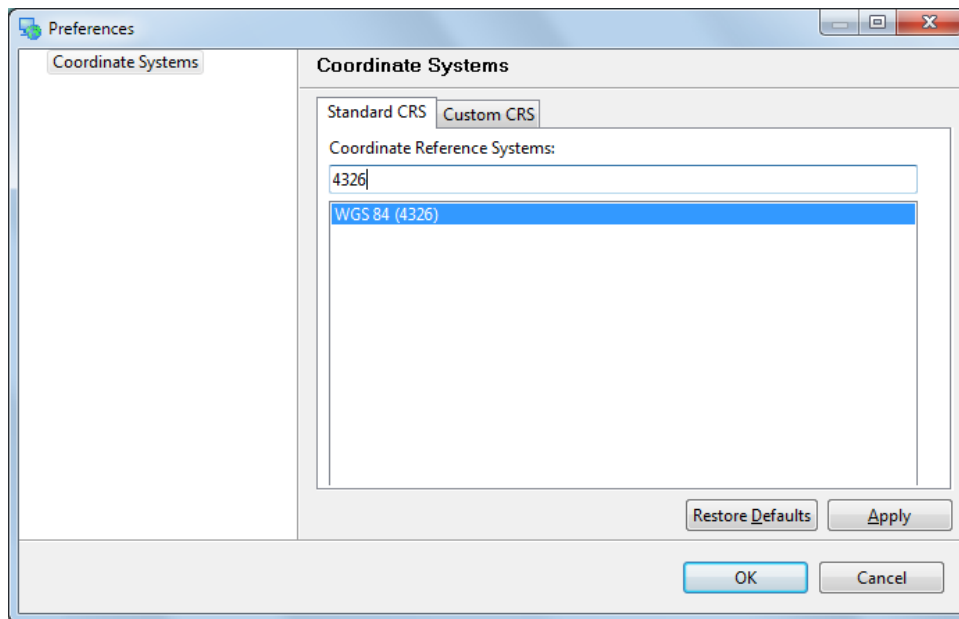 Preferences
Coordinate Systems
Coordinate Systems
Standard CRS
Custom CRS
Coordinate Reference Systems:
4326
WGS 84 (4326)
Restore Defaults
Apply
OK
Cancel